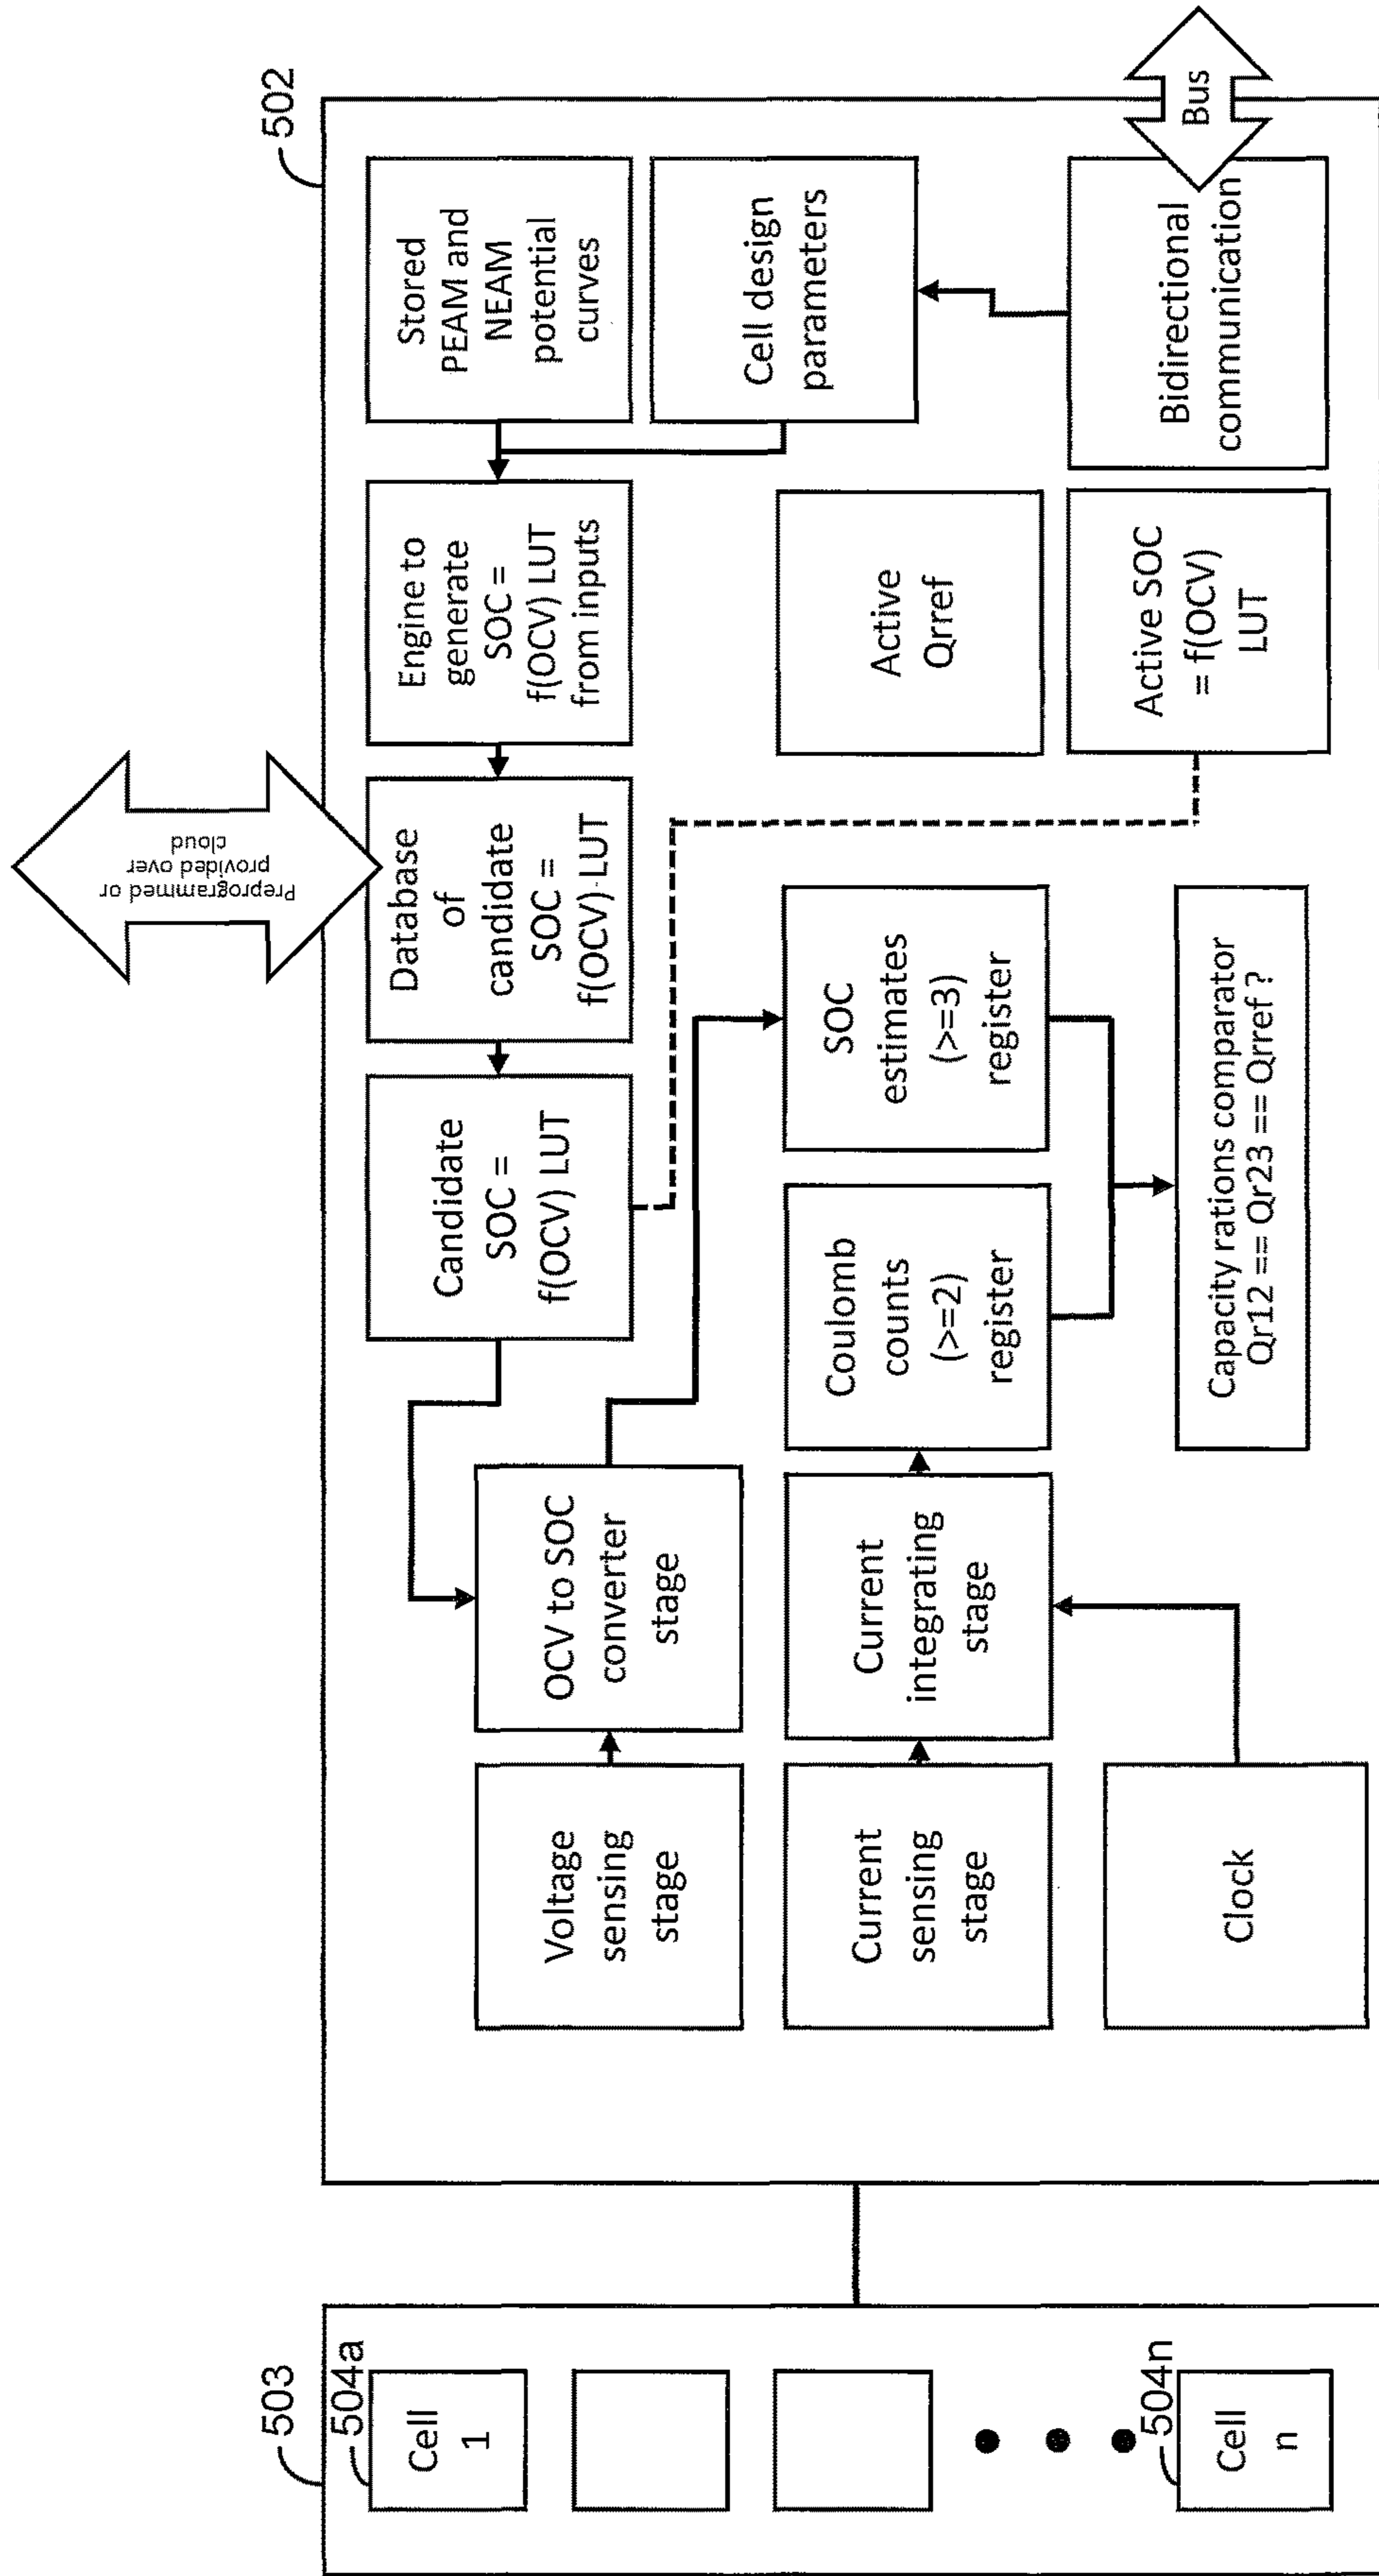 503
504a
Cell
1
504n
Cell
n
502
Preprogrammed or
provided over
cloud
Voltage
sensing
stage
OCV to SOC
converter
stage
Candidate
SOC =
f(OCV) LUT
Database
of
candidate
SOC =
f(OCV) LUT
Engine to
generate
SOC =
f(OCV) LUT
from inputs
Stored
PEAM and
NEAM
potential
curves
Current
sensing
stage
Current
integrating
stage
Coulomb
counts
(>=2)
register
SOC
estimates
(>=3)
register
Active
Qrref
Cell design
parameters
Clock
Capacity rations comparator
Qr12 == Qr23 == Qrref ?
Active SOC
= f(OCV)
LUT
Bidirectional
communication
Bus